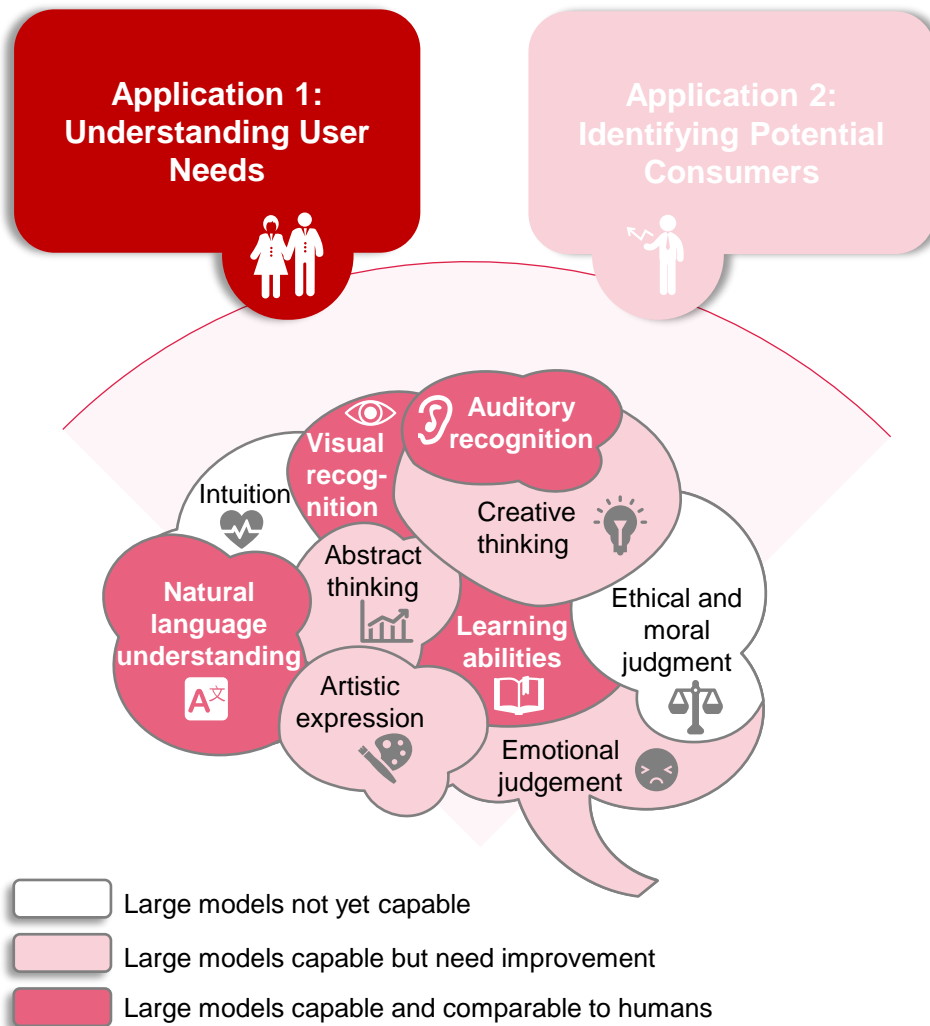 Application 1:
Understanding User
Needs
Application 2:
Identifying Potential
Consumers
Auditory
recognition
Visual
recog-
nition
Intuition
Creative
thinking
Abstract
thinking
Natural
language
understanding
A文
Learning
abilities
Ethical and
moral
judgment
Artistic
expression
Emotional
judgement
Large models not yet capable
Large models capable but need improvement
Large models capable and comparable to humans